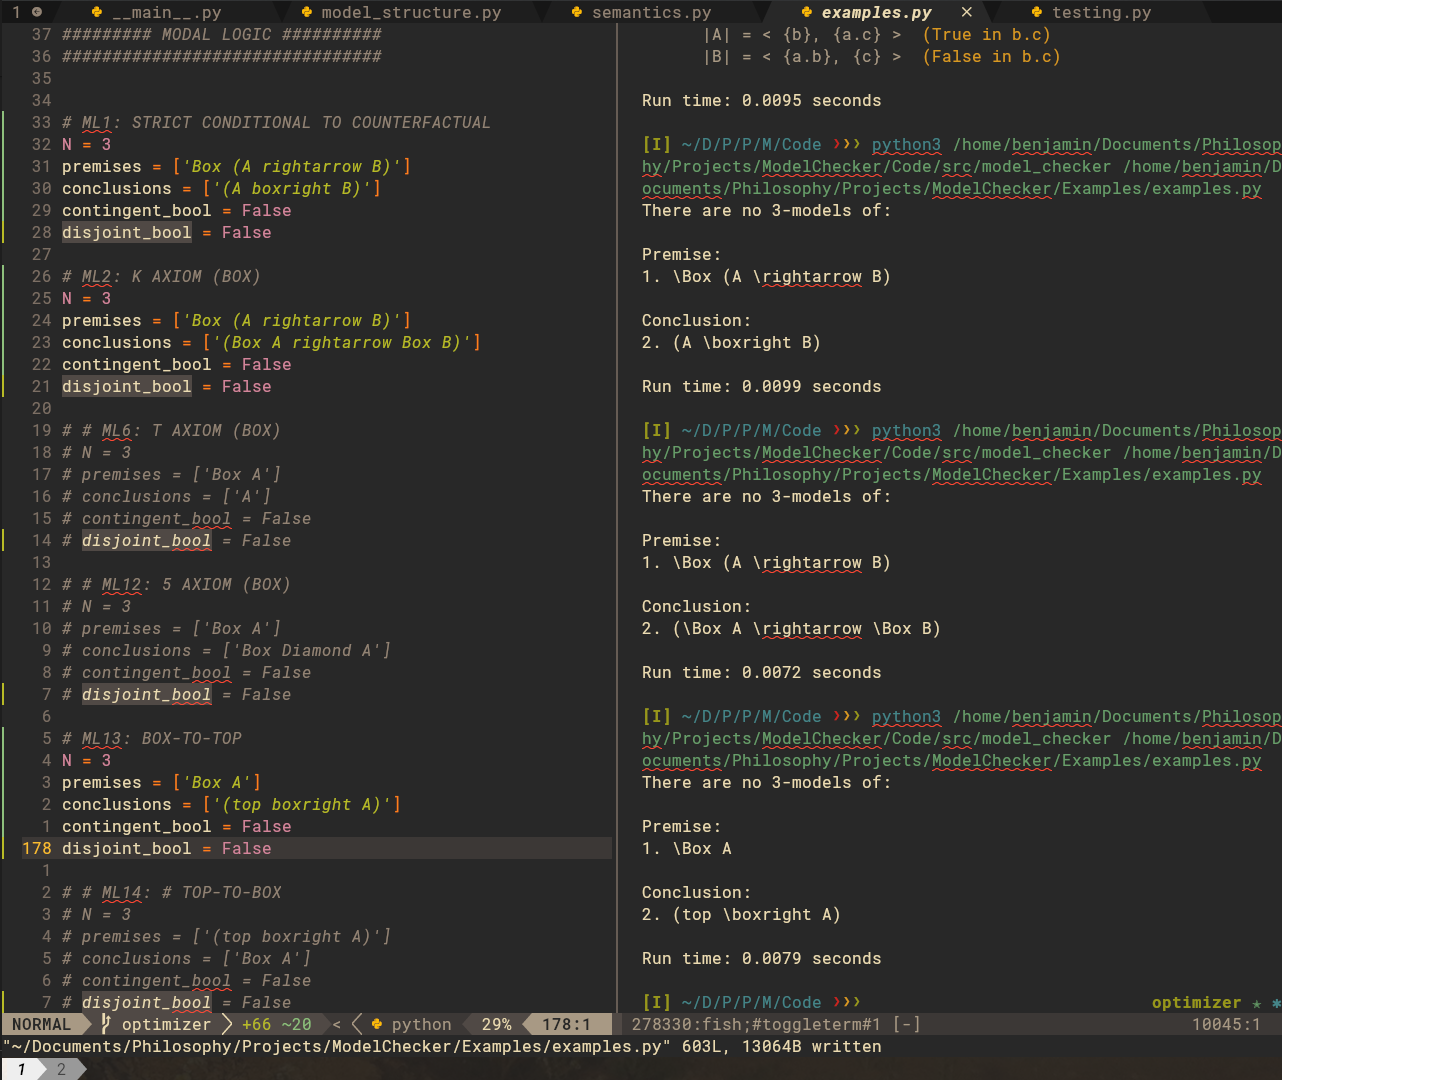 1 __main__.py model_structure.py semantics.py examples.py × testing.py
37 ######### MODAL LOGIC ##########
36 ################################
35
34
33 # ML1: STRICT CONDITIONAL TO COUNTERFACTUAL
32 N = 3
31 premises = ['Box (A rightarrow B)']
30 conclusions = ['(A boxright B)']
29 contingent_bool = False
28 disjoint_bool = False
27
26 # ML2: K AXIOM (BOX)
25 N = 3
24 premises = ['Box (A rightarrow B)']
23 conclusions = ['(Box A rightarrow Box B)']
22 contingent_bool = False
21 disjoint_bool = False
20
19 # # ML6: T AXIOM (BOX)
18 # N = 3
17 # premises = ['Box A']
16 # conclusions = ['A']
15 # contingent_bool = False
14 # disjoint_bool = False
13
12 # # ML12: 5 AXIOM (BOX)
11 # N = 3
10 # premises = ['Box A']
9 # conclusions = ['Box Diamond A']
8 # contingent_bool = False
7 # disjoint_bool = False
6
5 # ML13: BOX-TO-TOP
4 N = 3
3 premises = ['Box A']
2 conclusions = ['(top boxright A)']
1 contingent_bool = False
178 disjoint_bool = False
1
2 # # ML14: # TOP-TO-BOX
3 # N = 3
4 # premises = ['(top boxright A)']
5 # conclusions = ['Box A']
6 # contingent_bool = False
7 # disjoint_bool = False
|A| = < {b}, {a.c} > (True in b.c)
|B| = < {a.b}, {c} > (False in b.c)
Run time: 0.0095 seconds
[I] ~/D/P/P/M/Code ❯❯❯ python3 /home/benjamin/Documents/Philosop
hy/Projects/ModelChecker/Code/src/model_checker /home/benjamin/D
ocuments/Philosophy/Projects/ModelChecker/Examples/examples.py
There are no 3-models of:
Premise:
1. \Box (A \rightarrow B)
Conclusion:
2. (A \boxright B)
Run time: 0.0099 seconds
[I] ~/D/P/P/M/Code ❯❯❯ python3 /home/benjamin/Documents/Philosop
hy/Projects/ModelChecker/Code/src/model_checker /home/benjamin/D
ocuments/Philosophy/Projects/ModelChecker/Examples/examples.py
There are no 3-models of:
Premise:
1. \Box (A \rightarrow B)
Conclusion:
2. (\Box A \rightarrow \Box B)
Run time: 0.0072 seconds
[I] ~/D/P/P/M/Code ❯❯❯ python3 /home/benjamin/Documents/Philosop
hy/Projects/ModelChecker/Code/src/model_checker /home/benjamin/D
ocuments/Philosophy/Projects/ModelChecker/Examples/examples.py
There are no 3-models of:
Premise:
1. \Box A
Conclusion:
2. (top \boxright A)
Run time: 0.0079 seconds
[I] ~/D/P/P/M/Code ❯❯❯ optimizer ★ ✱
NORMAL optimizer +66 ~20 < python 29% 178:1 278330:fish;#toggleterm#1 [-] 10045:1
"~/Documents/Philosophy/Projects/ModelChecker/Examples/examples.py" 603L, 13064B written
1 2